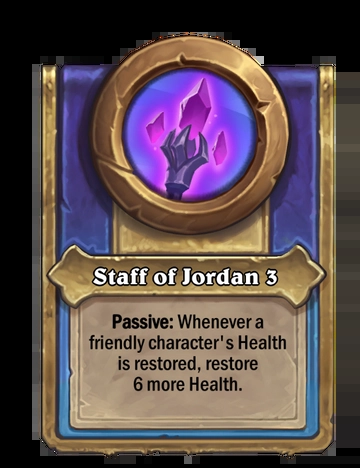 Staff of Jordan 3
Passive: Whenever a
friendly character's Health
is restored, restore
6 more Health.